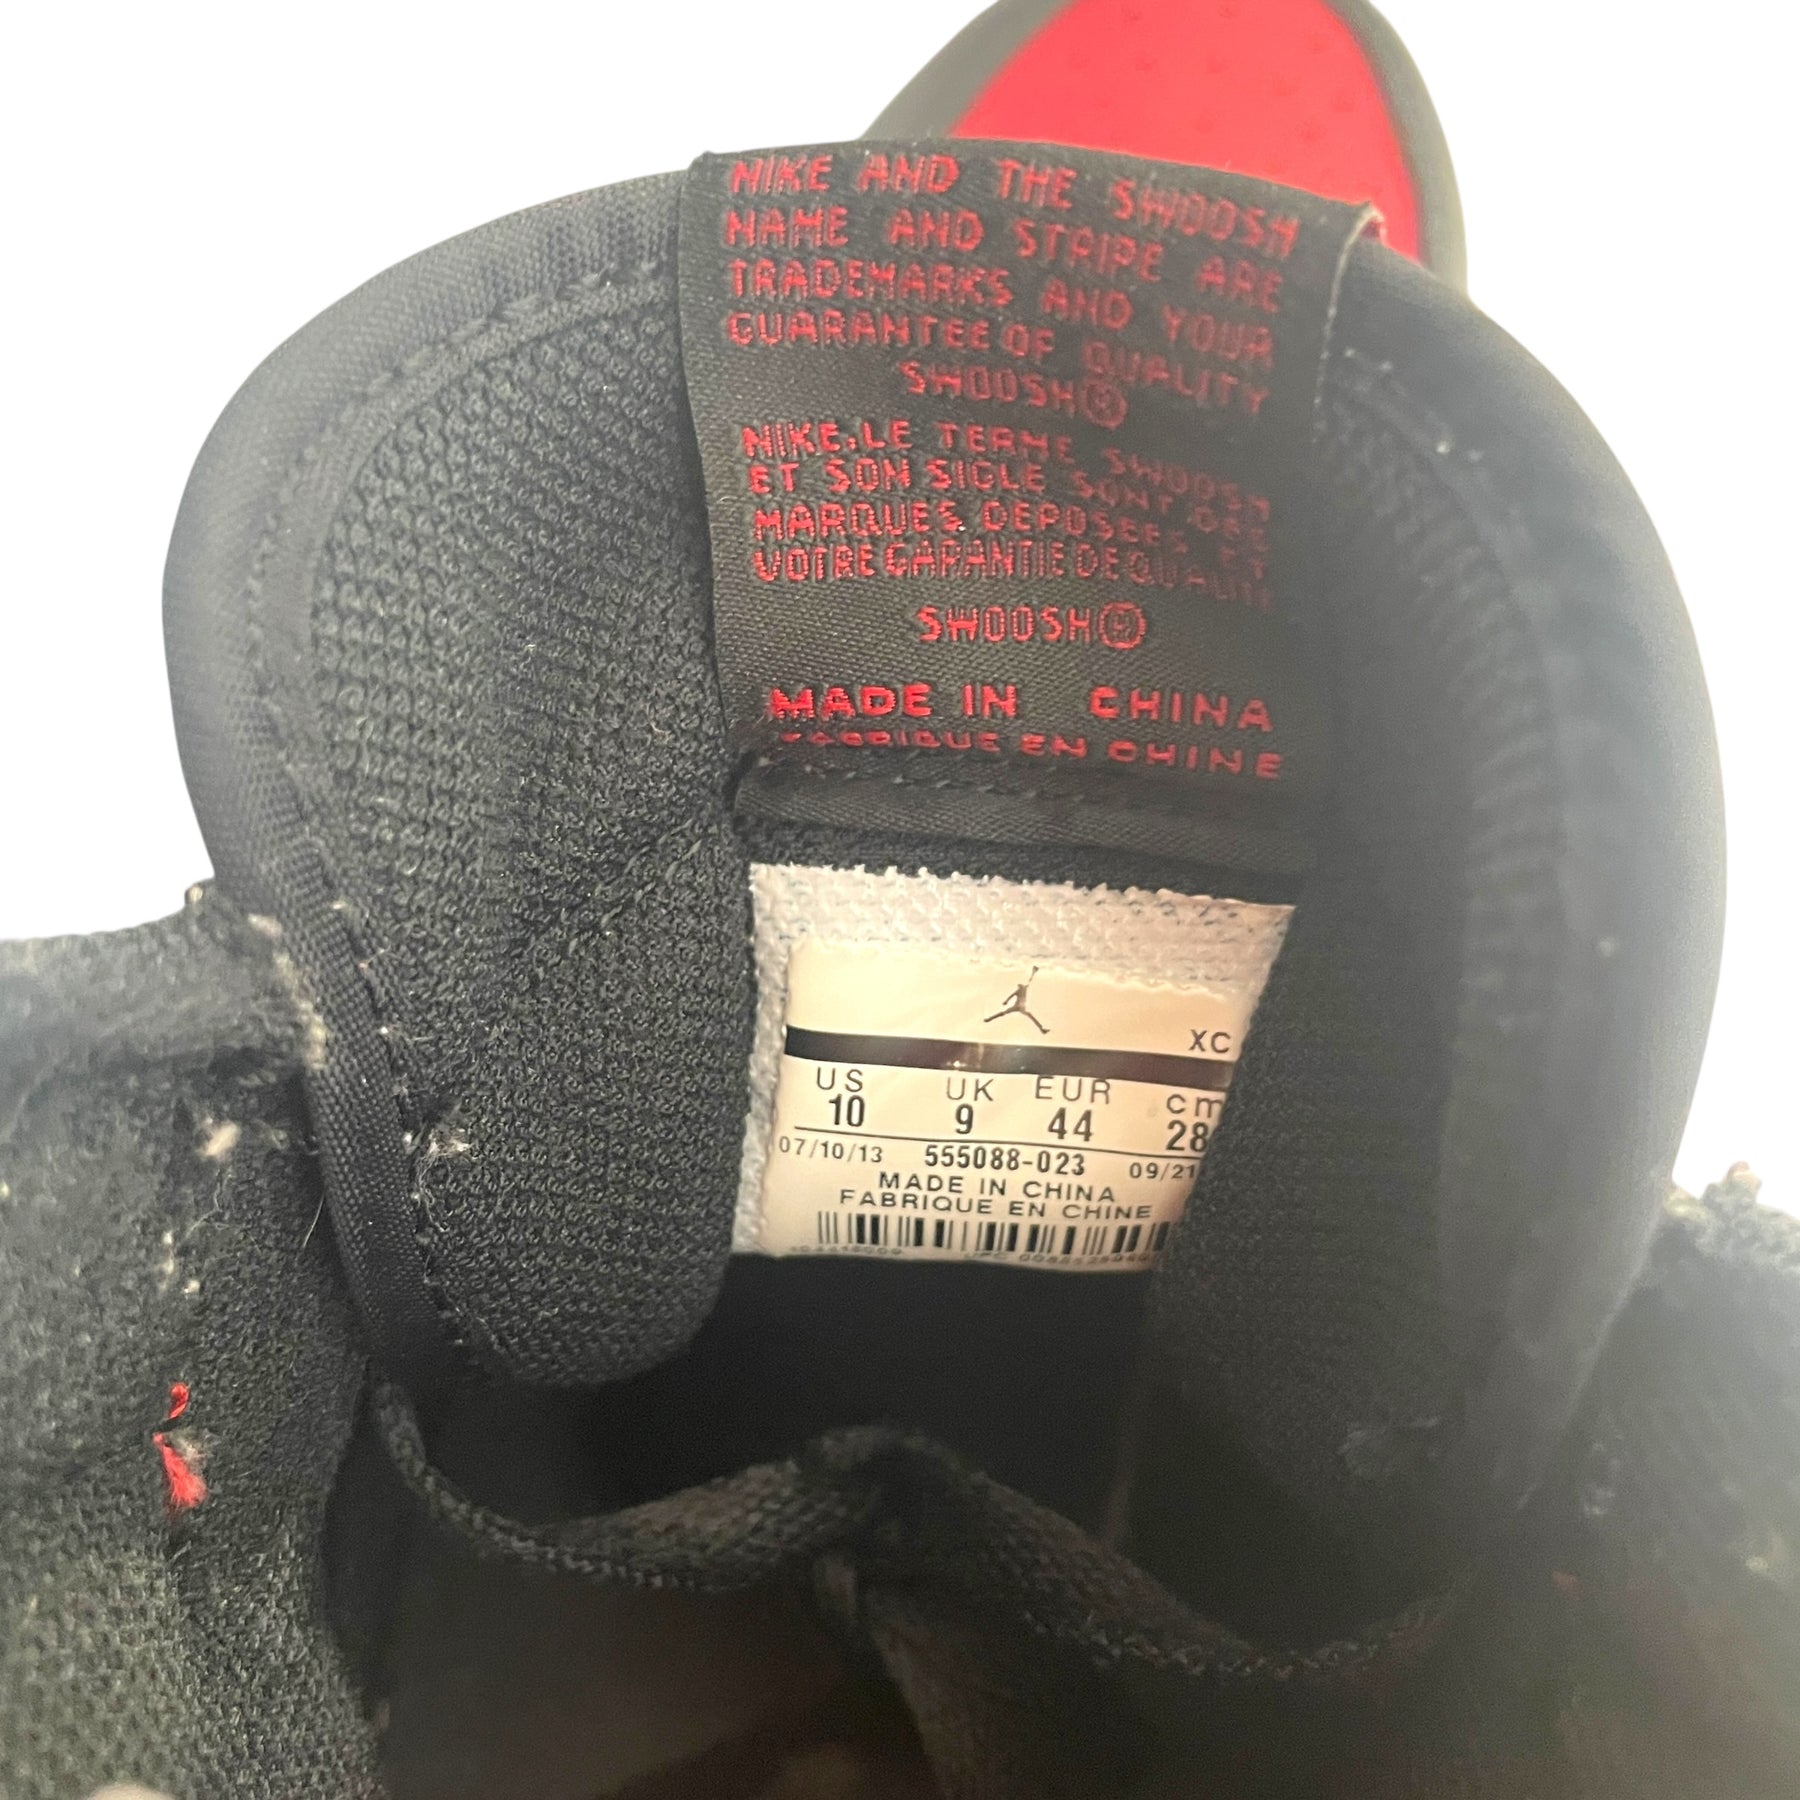 NIKE AND THE SWOOSH
NAME AND STRIPE ARE
TRADEMARKS AND YOUR
GUARANTEE OF QUALITY
SWOOSH®
NIKE, LE TERME SWOOSH
ET SON SIGLE SONT DES
MARQUES DEPOSEES ET
VOTRE GARANTIE DE QUALITE
SWOOSH®
MADE IN CHINA
FABRIQUE EN CHINE
XC
US UK EUR cm
10 9 44 28
07/10/13 555088-023 09/21
MADE IN CHINA
FABRIQUE EN CHINE
UPC